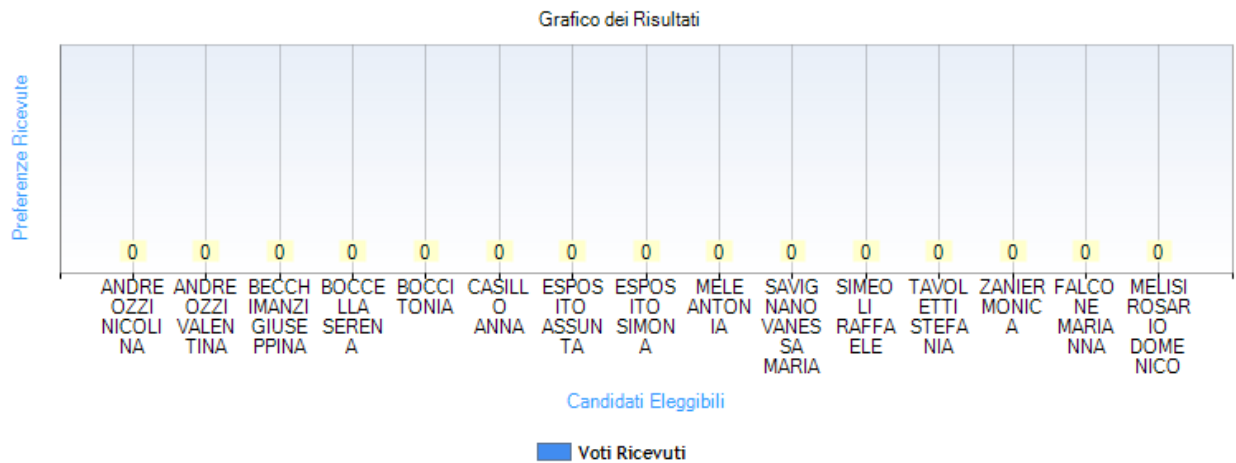 Grafico dei Risultati
Preferenze Ricevute
0 0 0 0 0 0 0 0 0 0 0 0 0 0 0
ANDRE ANDRE BECCH BOCCE BOCCI CASILL ESPOS ESPOS MELE SAVIG SIMEO TAVOL ZANIER FALCO MELISI
OZZI OZZI IMANZI LLA TONIA O ITO ITO ANTON NANO LI ETTI MONIC NE ROSAR
NICOLI VALEN GIUSE SEREN ANNA ASSUN SIMON IA VANES RAFFA STEFA A MARIA IO
NA TINA PPINA A TA A SA ELE NIA NNA DOME
MARIA NICO
Candidati Eleggibili
Voti Ricevuti